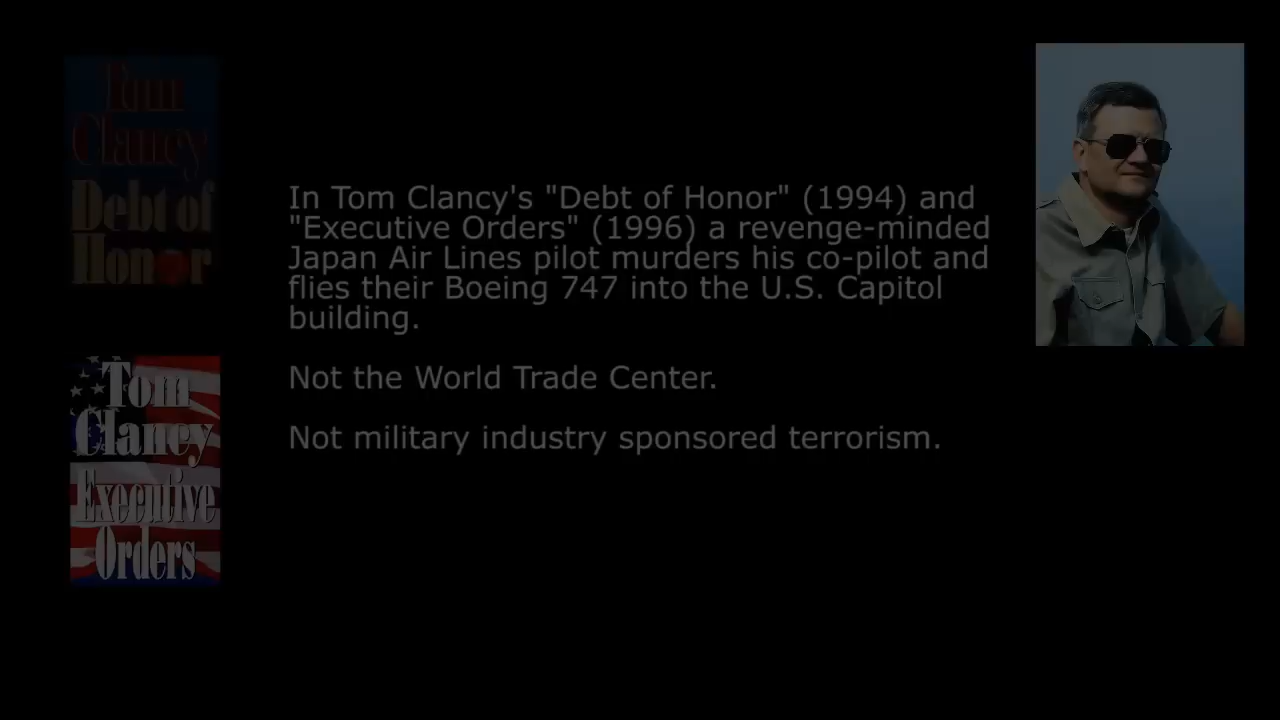 Tom
Clancy
Debt of
Honor
In Tom Clancy's "Debt of Honor" (1994) and
"Executive Orders" (1996) a revenge-minded
Japan Air Lines pilot murders his co-pilot and
flies their Boeing 747 into the U.S. Capitol
building.
Not the World Trade Center.
Not military industry sponsored terrorism.
Tom
Clancy
Executive
Orders